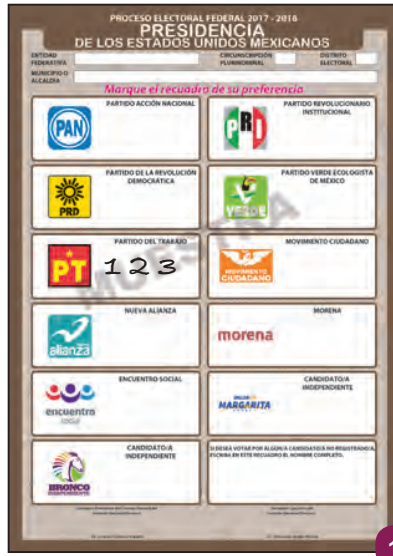 PROCESO ELECTORAL FEDERAL 2017 - 2018
PRESIDENCIA
DE LOS ESTADOS UNIDOS MEXICANOS
ENTIDAD FEDERATIVA
CIRCUNSCRIPCIÓN PLURINOMINAL
DISTRITO ELECTORAL
MUNICIPIO O ALCALDÍA
Marque el recuadro de su preferencia
PARTIDO ACCIÓN NACIONAL
PAN
PARTIDO REVOLUCIONARIO
INSTITUCIONAL
PRI
PARTIDO DE LA REVOLUCIÓN
DEMOCRÁTICA
PRD
PARTIDO VERDE ECOLOGISTA
DE MÉXICO
VERDE
PARTIDO DEL TRABAJO
PT
1 2 3
MOVIMIENTO CIUDADANO
MOVIMIENTO
CIUDADANO
MUESTRA
NUEVA ALIANZA
alianza
MORENA
morena
ENCUENTRO SOCIAL
encuentro
social
CANDIDATO/A
INDEPENDIENTE
MARGARITA
CANDIDATO/A
INDEPENDIENTE
BRONCO
INDEPENDIENTE
SI DESEA VOTAR POR ALGÚN/A CANDIDATO/A NO REGISTRADO/A,
ESCRIBA EN ESTE RECUADRO EL NOMBRE COMPLETO.